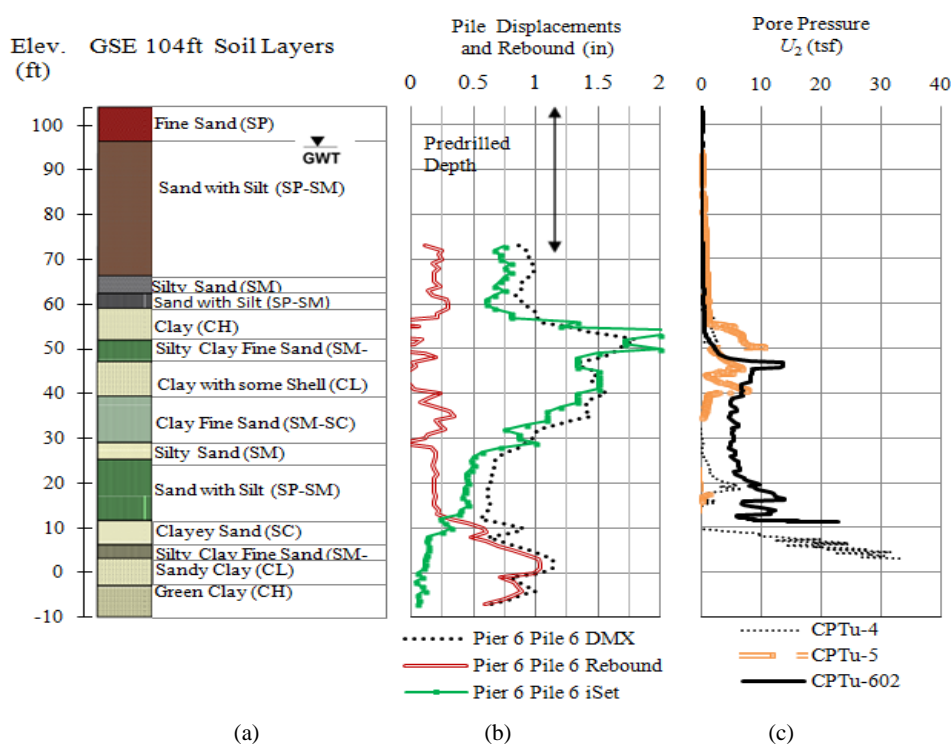 Elev.
(ft)
GSE 104ft Soil Layers
Pile Displacements
and Rebound (in)
Pore Pressure
U2 (tsf)
0 0.5 1 1.5 2
0 10 20 30 40
100
90
80
70
60
50
40
30
20
10
0
-10
Fine Sand (SP)
GWT
Sand with Silt (SP-SM)
Silty Sand (SM)
Sand with Silt (SP-SM)
Clay (CH)
Silty Clay Fine Sand (SM-
Clay with some Shell (CL)
Clay Fine Sand (SM-SC)
Silty Sand (SM)
Sand with Silt (SP-SM)
Clayey Sand (SC)
Silty Clay Fine Sand (SM-
Sandy Clay (CL)
Green Clay (CH)
Predrilled
Depth
Pier 6 Pile 6 DMX
Pier 6 Pile 6 Rebound
Pier 6 Pile 6 iSet
CPTu-4
CPTu-5
CPTu-602
(a) (b) (c)